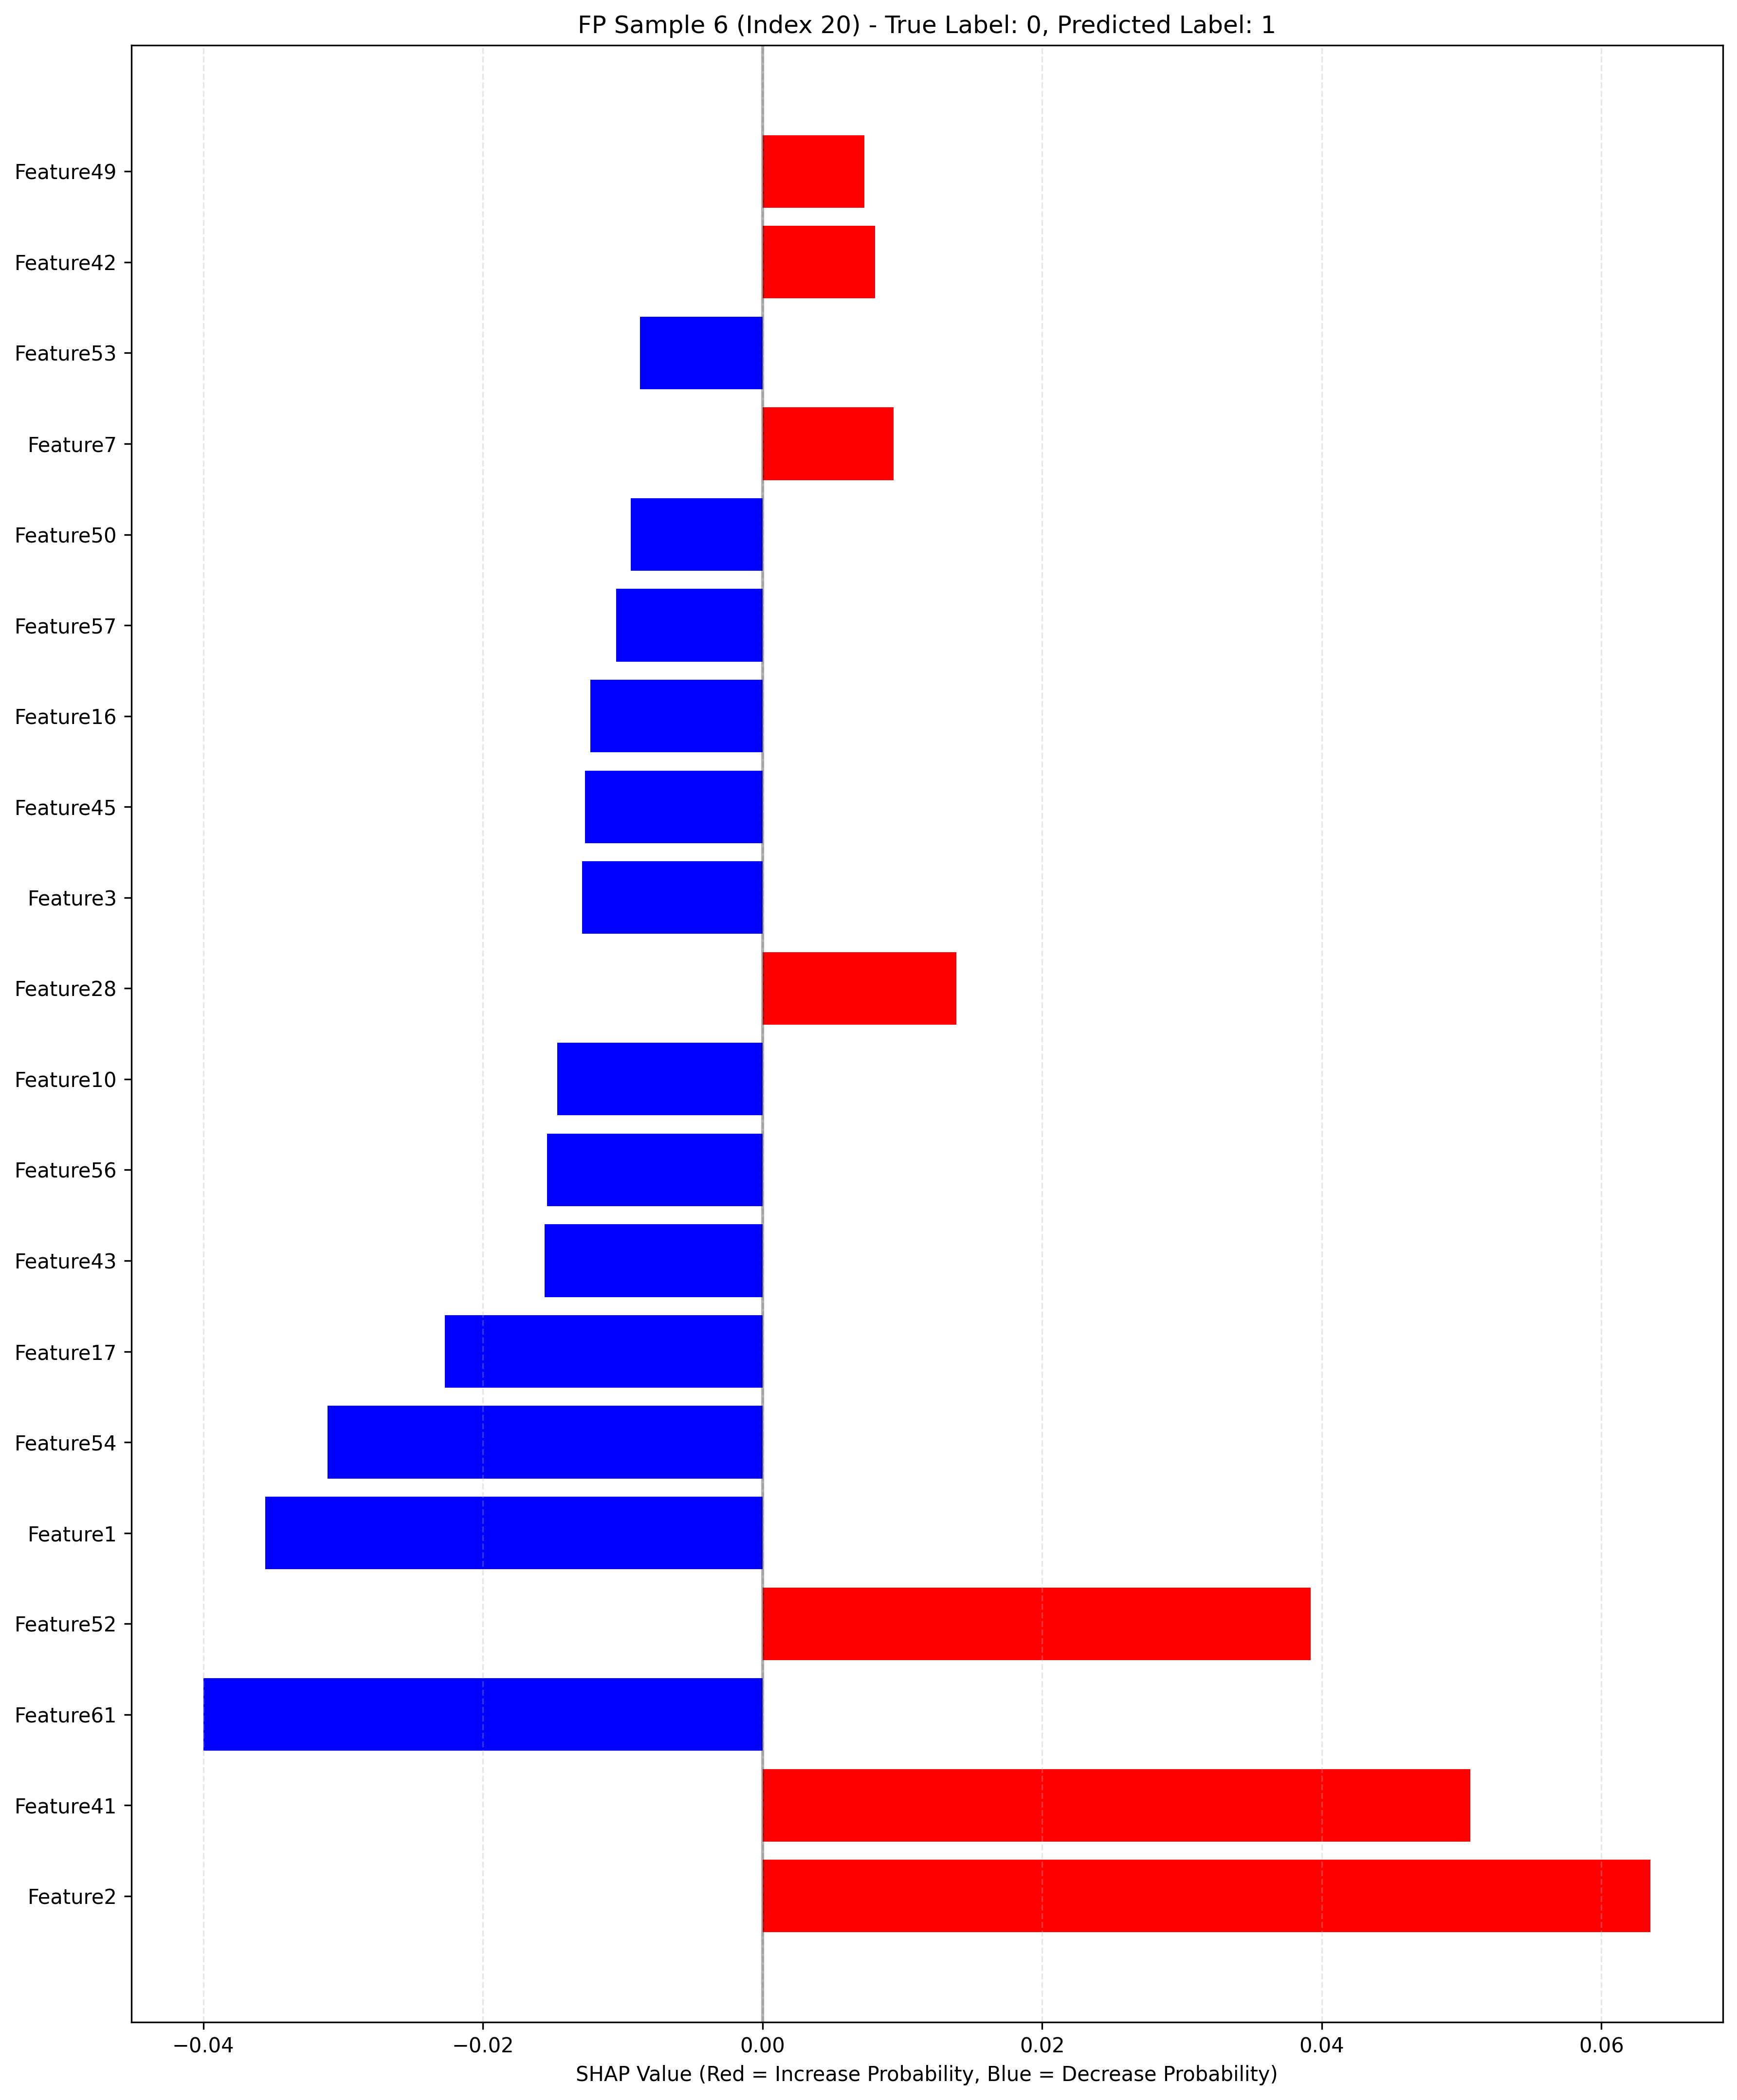 FP Sample 6 (Index 20) - True Label: 0, Predicted Label: 1
Feature49
Feature42
Feature53
Feature7
Feature50
Feature57
Feature16
Feature45
Feature3
Feature28
Feature10
Feature56
Feature43
Feature17
Feature54
Feature1
Feature52
Feature61
Feature41
Feature2
−0.04 −0.02 0.00 0.02 0.04 0.06
SHAP Value (Red = Increase Probability, Blue = Decrease Probability)